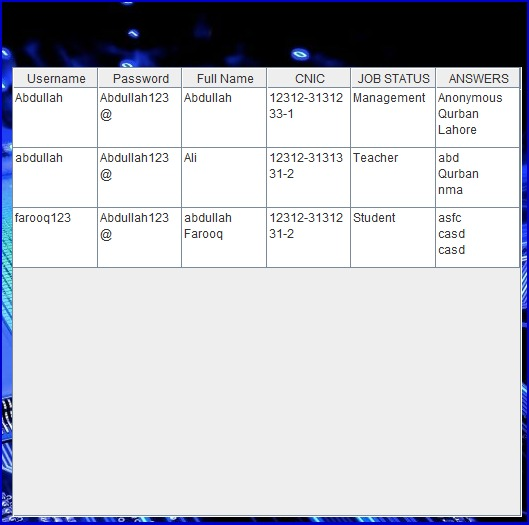 Username Password Full Name CNIC JOB STATUS ANSWERS
Abdullah Abdullah123 Abdullah 12312-31312 Management Anonymous
@ 33-1 Qurban
Lahore
abdullah Abdullah123 Ali 12312-31313 Teacher abd
@ 31-2 Qurban
nma
farooq123 Abdullah123 abdullah 12312-31312 Student asfc
@ Farooq 31-2 casd
casd